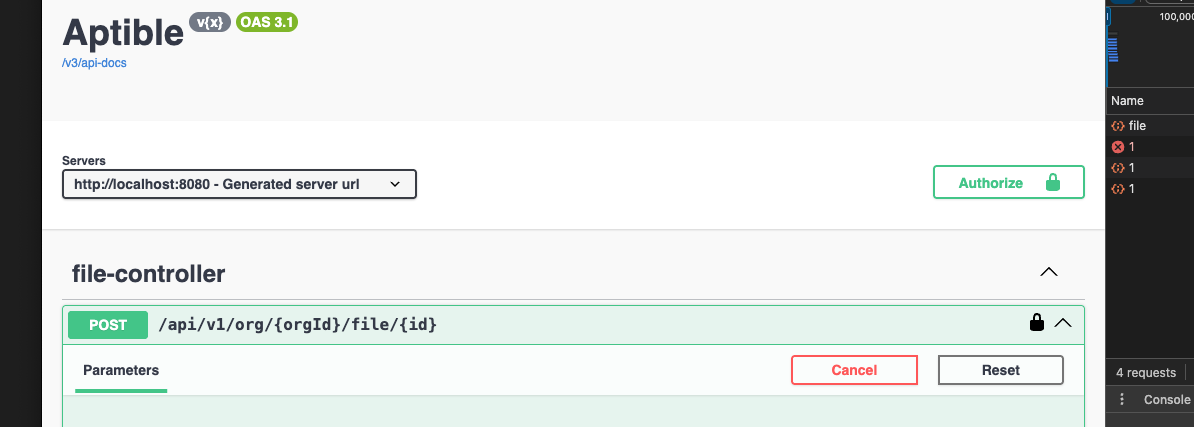 Aptible v{x} OAS 3.1
/v3/api-docs
Servers
http://localhost:8080 - Generated server url
Authorize
file-controller
POST /api/v1/org/{orgId}/file/{id}
Parameters
Cancel
Reset
100,000
Name
file
1
1
1
4 requests
Console